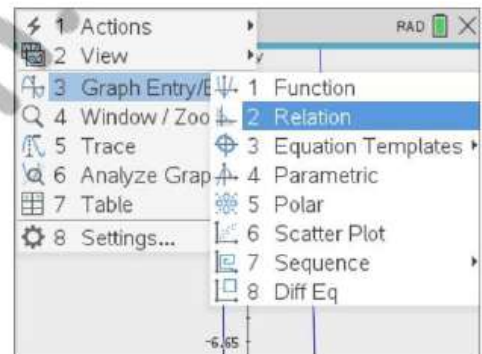 1 Actions
RAD
2 View
y
3 Graph Entry/E
1 Function
4 Window / Zoo
2 Relation
5 Trace
3 Equation Templates
6 Analyze Grap
4 Parametric
7 Table
5 Polar
8 Settings...
6 Scatter Plot
7 Sequence
8 Diff Eq
-6.65